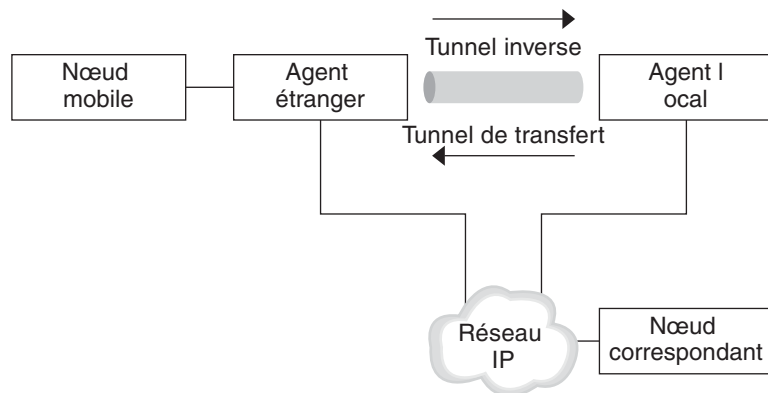 Tunnel inverse
Nœud
mobile
Agent
étranger
Agent l
ocal
Tunnel de transfert
Réseau
IP
Nœud
correspondant